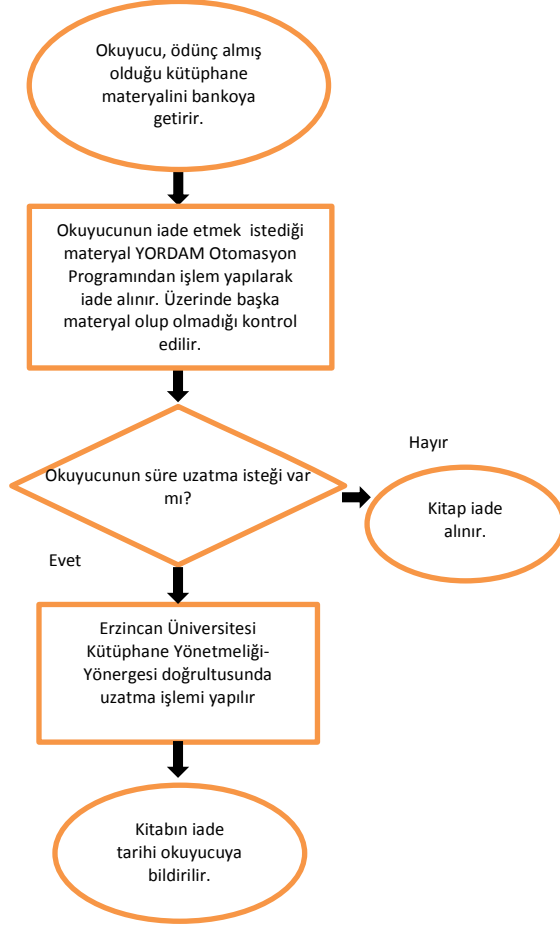 Okuyucu, ödünç almış
olduğu kütüphane
materyalini bankoya
getirir.
Okuyucunun iade etmek istediği
materyal YORDAM Otomasyon
Programından işlem yapılarak
iade alınır. Üzerinde başka
materyal olup olmadığı kontrol
edilir.
Okuyucunun süre uzatma isteği var
mı?
Hayır
Kitap iade
alınır.
Evet
Erzincan Üniversitesi
Kütüphane Yönetmeliği-
Yönergesi doğrultusunda
uzatma işlemi yapılır
Kitabın iade
tarihi okuyucuya
bildirilir.